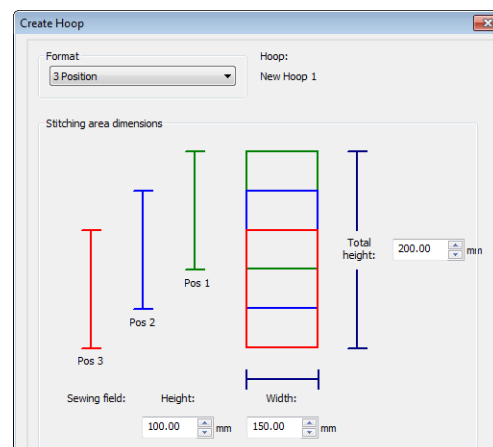 Create Hoop
Format
Hoop:
3 Position
New Hoop 1
Stitching area dimensions
Pos 1
Total
height:
200.00
mm
Pos 2
Pos 3
Sewing field:
Height:
Width:
100.00
mm
150.00
mm